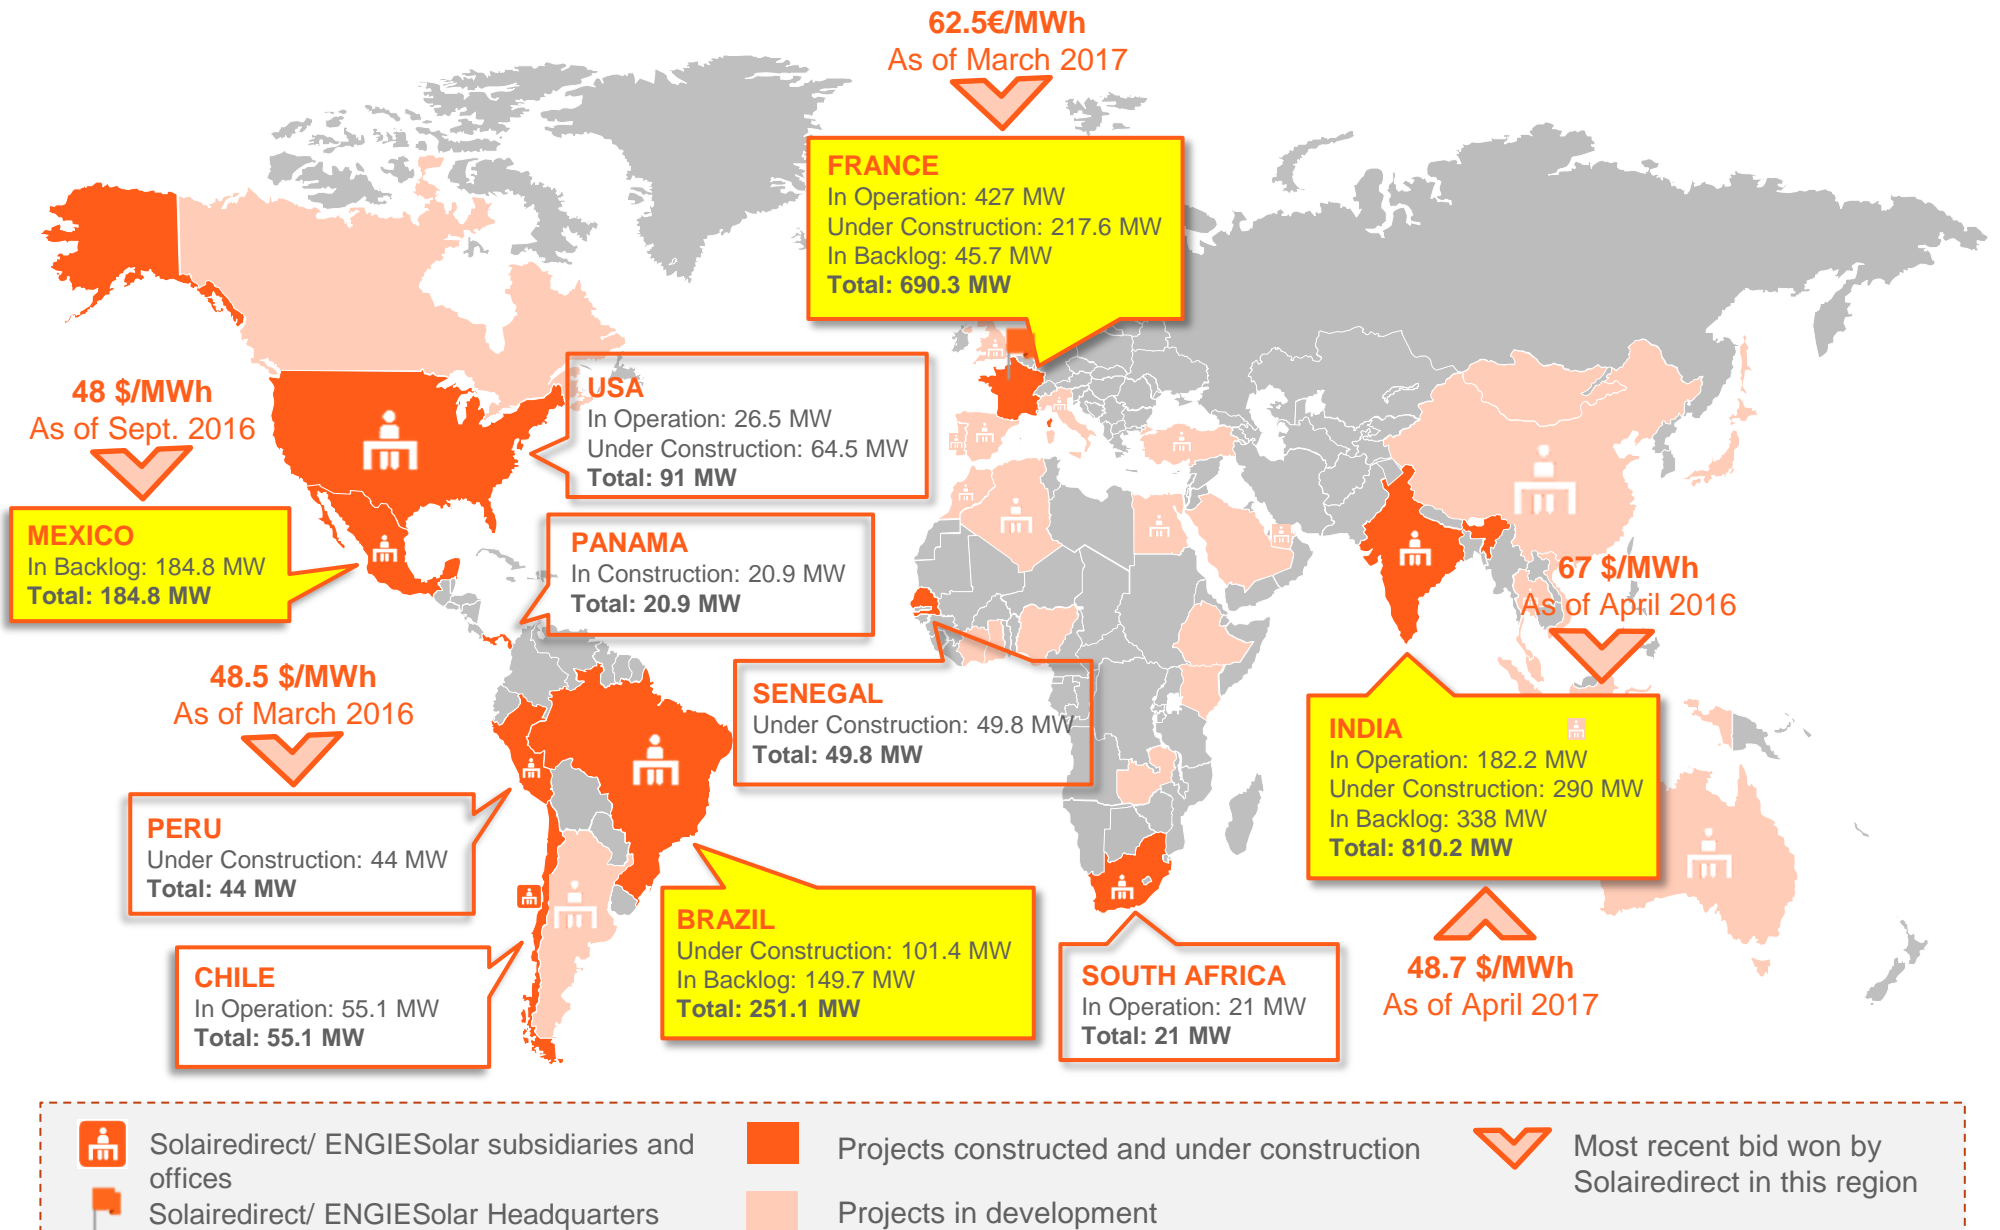 62.5€/MWh
As of March 2017
FRANCE
In Operation: 427 MW
Under Construction: 217.6 MW
In Backlog: 45.7 MW
Total: 690.3 MW
48 $/MWh
As of Sept. 2016
USA
In Operation: 26.5 MW
Under Construction: 64.5 MW
Total: 91 MW
MEXICO
In Backlog: 184.8 MW
Total: 184.8 MW
PANAMA
In Construction: 20.9 MW
Total: 20.9 MW
67 $/MWh
As of April 2016
48.5 $/MWh
As of March 2016
SENEGAL
Under Construction: 49.8 MW
Total: 49.8 MW
INDIA
In Operation: 182.2 MW
Under Construction: 290 MW
In Backlog: 338 MW
Total: 810.2 MW
PERU
Under Construction: 44 MW
Total: 44 MW
BRAZIL
Under Construction: 101.4 MW
In Backlog: 149.7 MW
Total: 251.1 MW
CHILE
In Operation: 55.1 MW
Total: 55.1 MW
SOUTH AFRICA
In Operation: 21 MW
Total: 21 MW
48.7 $/MWh
As of April 2017
Solairedirect/ ENGIESolar subsidiaries and
offices
Solairedirect/ ENGIESolar Headquarters
Projects constructed and under construction
Projects in development
Most recent bid won by
Solairedirect in this region